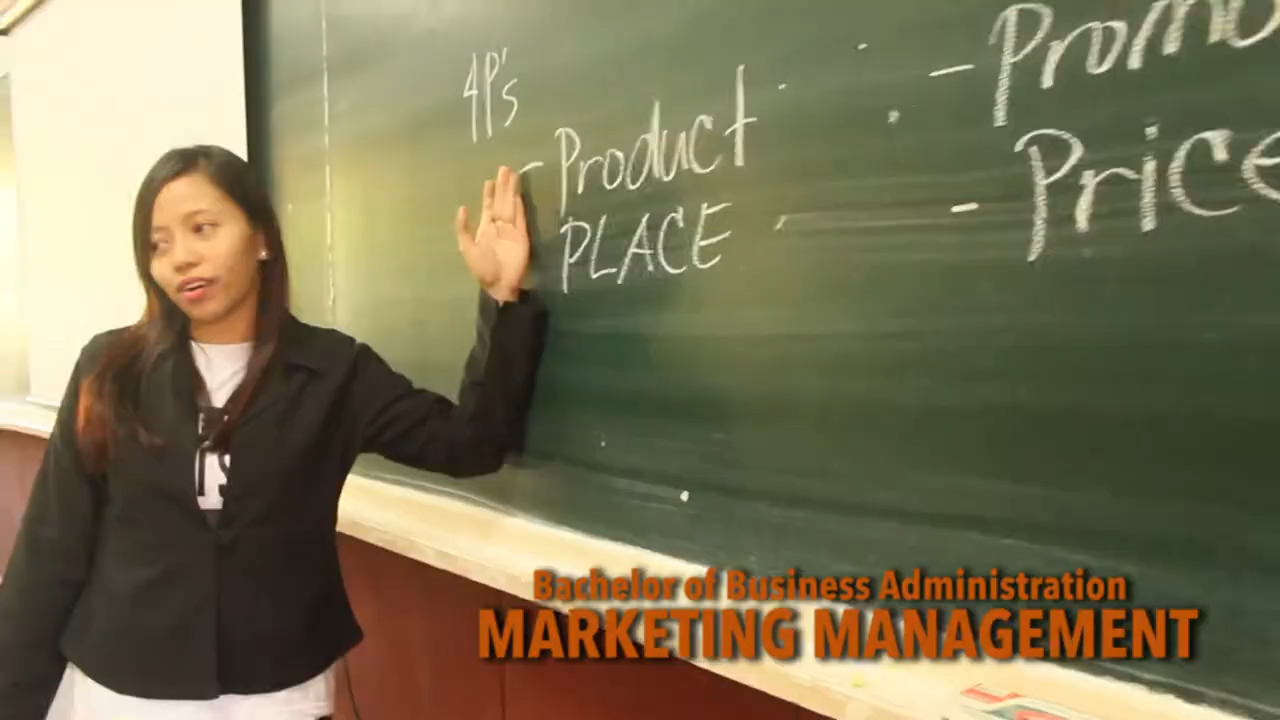 4P's
- Product
PLACE
- Promo
- Price
Bachelor of Business Administration
MARKETING MANAGEMENT